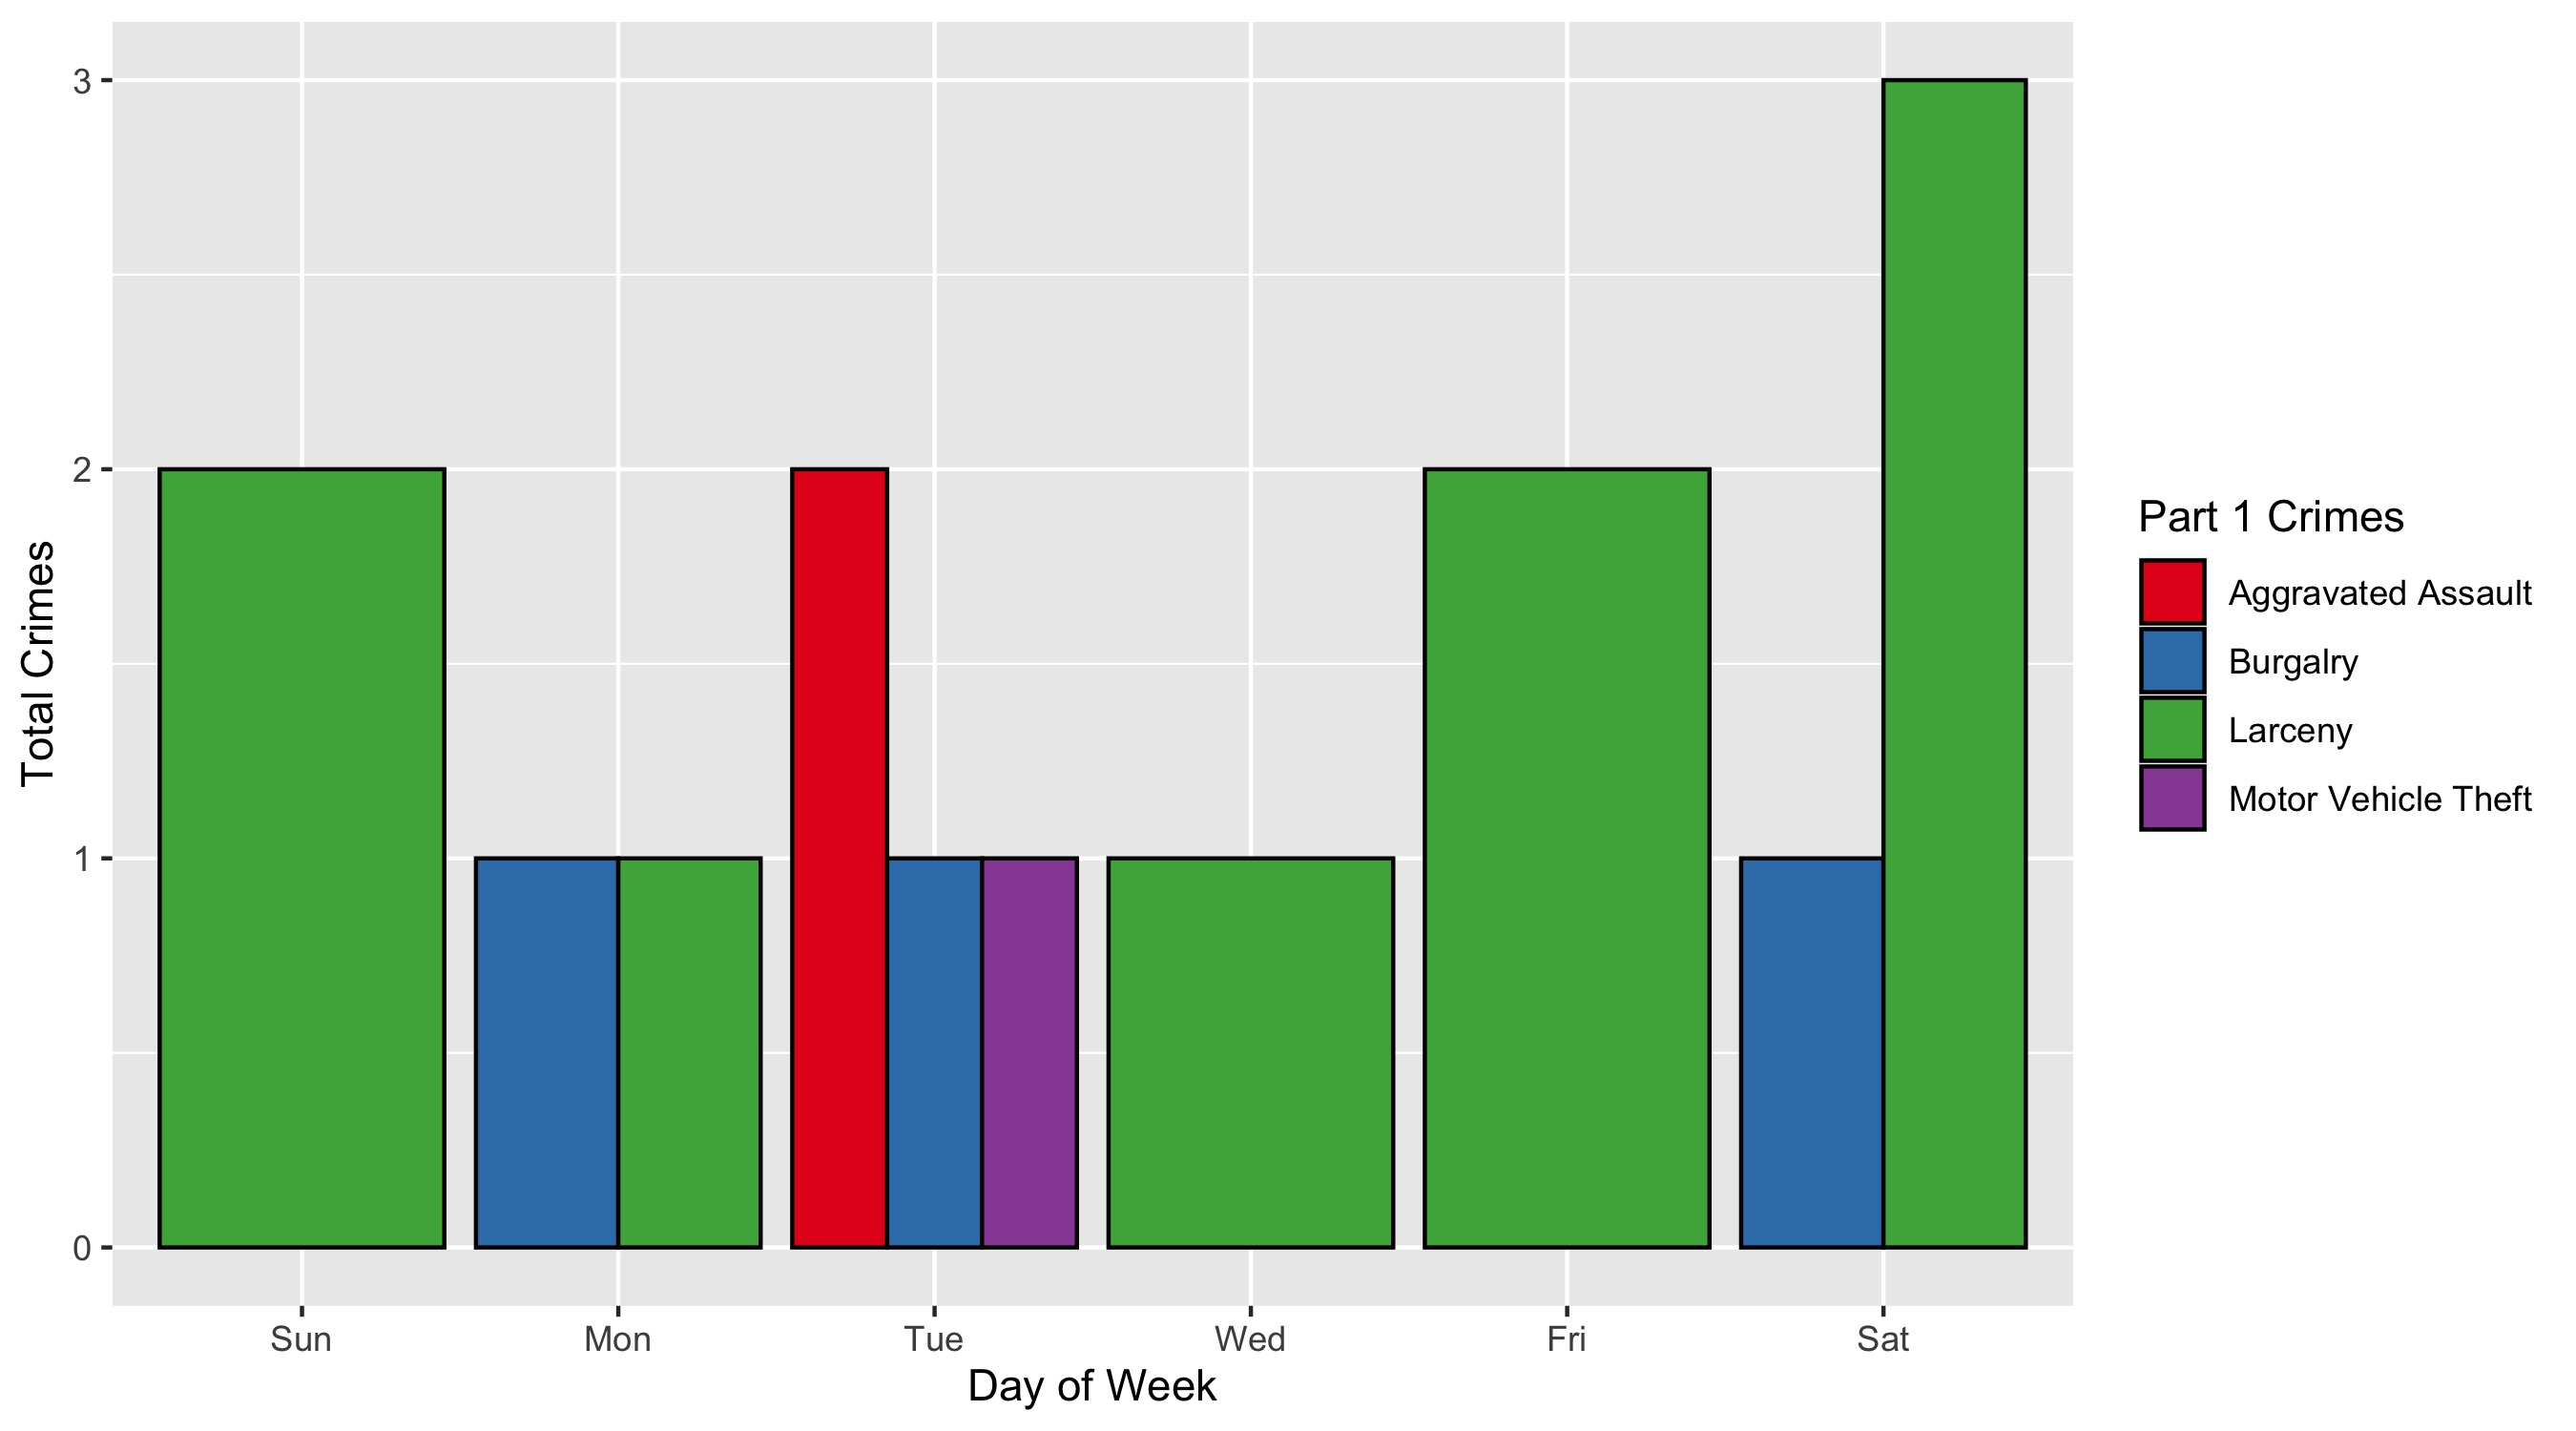 3
2
1
0
Total Crimes
Sun Mon Tue Wed Fri Sat
Day of Week
Part 1 Crimes
Aggravated Assault
Burgalry
Larceny
Motor Vehicle Theft